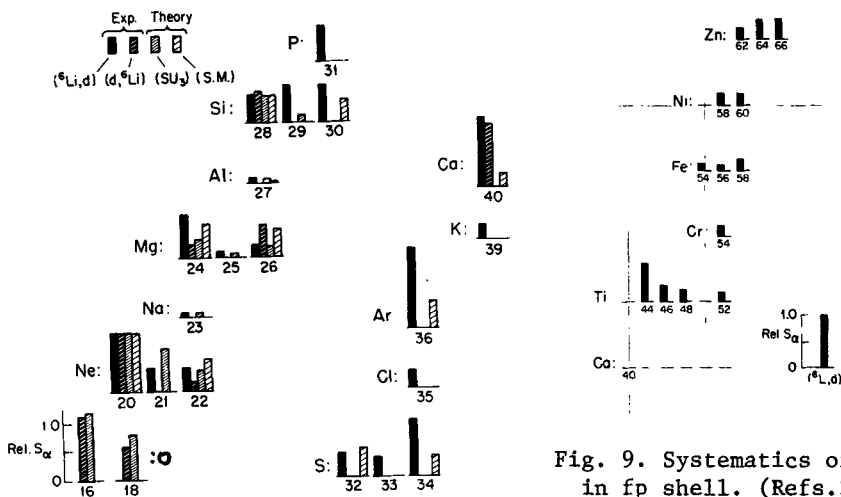 Exp. Theory
(⁶Li,d) (d,⁶Li) (SU₃) (S.M.)
P:
31
Si:
28 29 30
Al:
27
Mg:
24 25 26
Na:
23
Ne:
20 21 22
Rel. Sα
1.0
0
16 18
:O
Ca:
40
K:
39
Ar
36
Cl:
35
S:
32 33 34
Zn:
62 64 66
Ni:
58 60
Fe:
54 56 58
Cr:
54
Ti
44 46 48 52
Ca:
40
Rel Sα
1.0
0
(⁶L,d)
Fig. 9. Systematics o
in fp shell. (Refs.